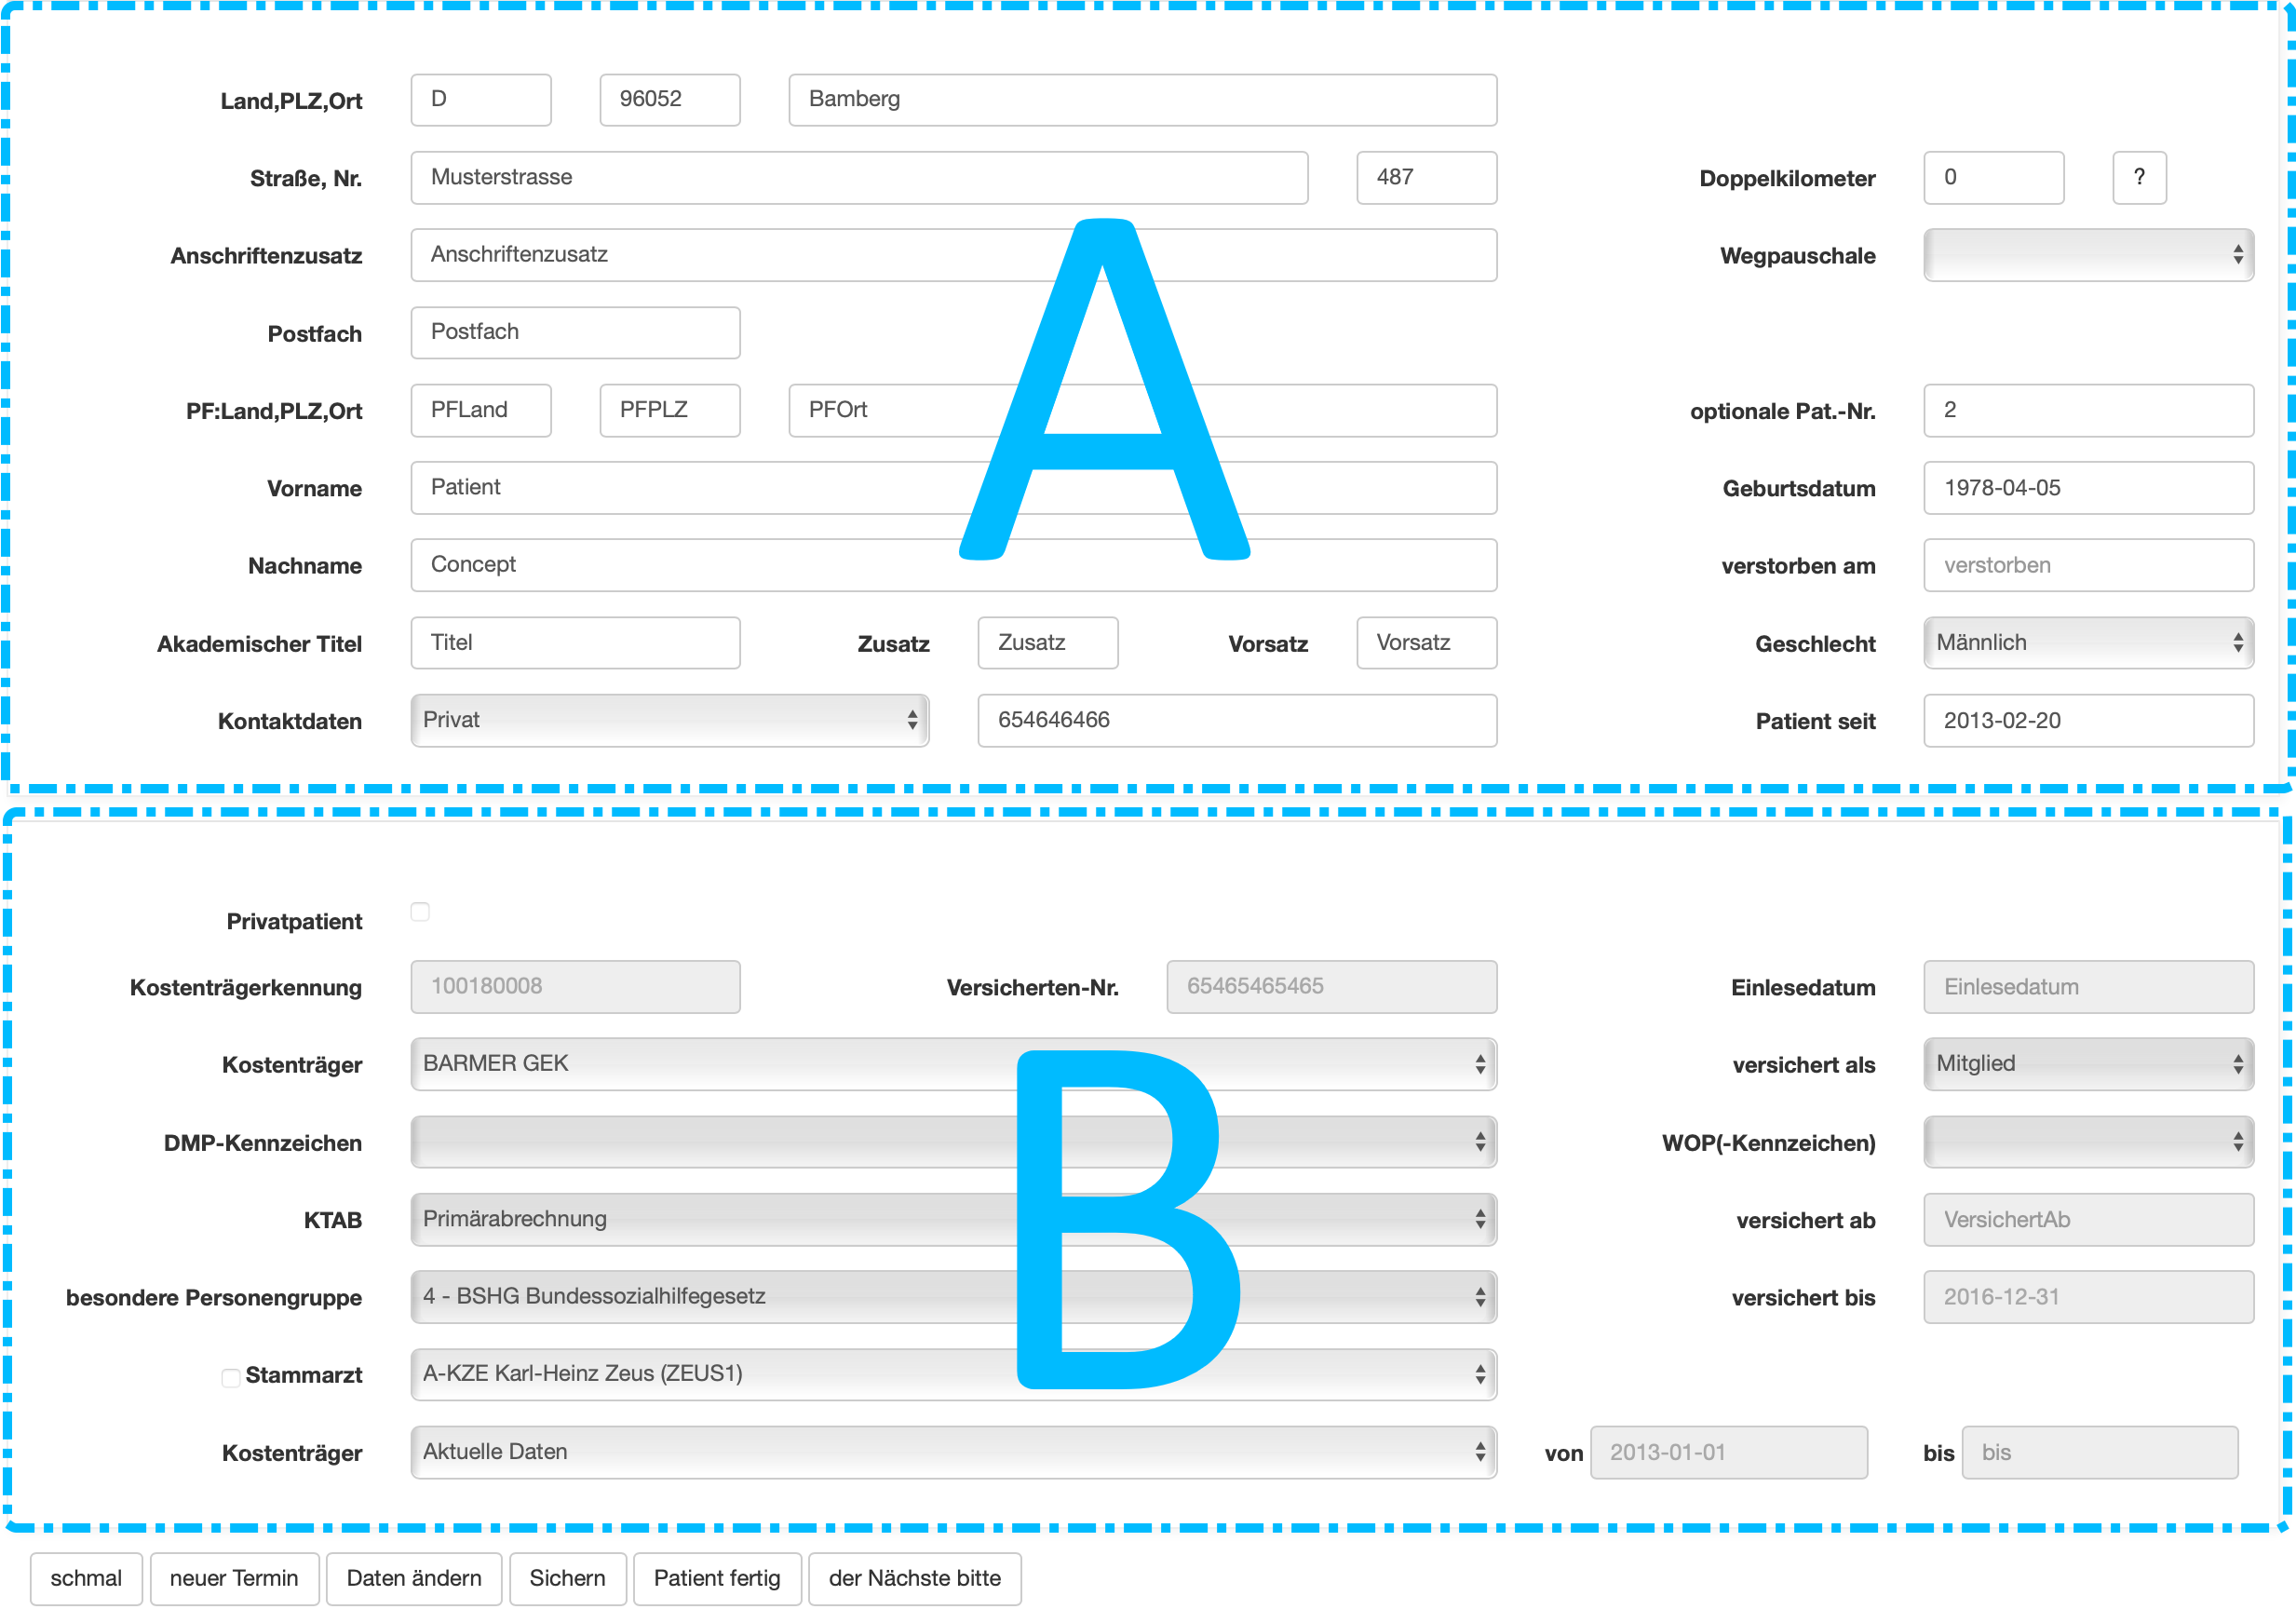 Land,PLZ,Ort D 96052 Bamberg
Straße, Nr. Musterstrasse 487 Doppelkilometer 0 ?
Anschriftenzusatz Anschriftenzusatz Wegpauschale
Postfach Postfach
PF:Land,PLZ,Ort PFLand PFPLZ PFOrt optionale Pat.-Nr. 2
Vorname Patient Geburtsdatum 1978-04-05
Nachname Concept verstorben am verstorben
Akademischer Titel Titel Zusatz Zusatz Vorsatz Vorsatz Geschlecht Männlich
Kontaktdaten Privat 654646466 Patient seit 2013-02-20
A
Privatpatient
Kostenträgerkennung 100180008 Versicherten-Nr. 65465465465 Einlesedatum Einlesedatum
Kostenträger BARMER GEK versichert als Mitglied
DMP-Kennzeichen WOP(-Kennzeichen)
KTAB Primärabrechnung versichert ab VersichertAb
besondere Personengruppe 4 - BSHG Bundessozialhilfegesetz versichert bis 2016-12-31
Stammarzt A-KZE Karl-Heinz Zeus (ZEUS1)
Kostenträger Aktuelle Daten von 2013-01-01 bis bis
B
schmal neuer Termin Daten ändern Sichern Patient fertig der Nächste bitte